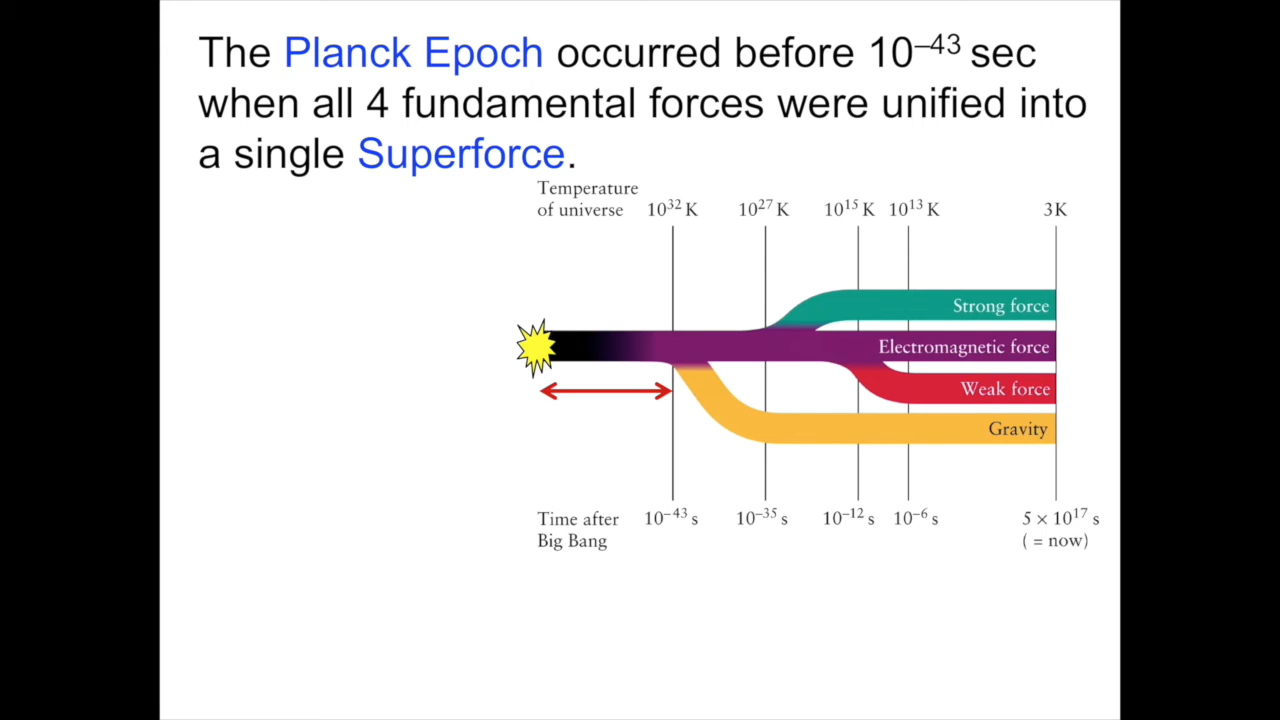 The Planck Epoch occurred before 10⁻⁴³ sec
when all 4 fundamental forces were unified into
a single Superforce.
Temperature
of universe 10³² K 10²⁷ K 10¹⁵ K 10¹³ K 3 K
Strong force
Electromagnetic force
Weak force
Gravity
Time after 10⁻⁴³ s 10⁻³⁵ s 10⁻¹² s 10⁻⁶ s 5 × 10¹⁷ s
Big Bang ( = now)